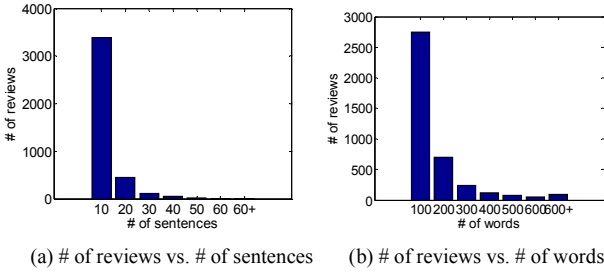 4000
3000
2000
1000
0
# of reviews
10 20 30 40 50 60 60+
# of sentences
(a) # of reviews vs. # of sentences
3000
2500
2000
1500
1000
500
0
# of reviews
100 200 300 400 500 600 600+
# of words
(b) # of reviews vs. # of words